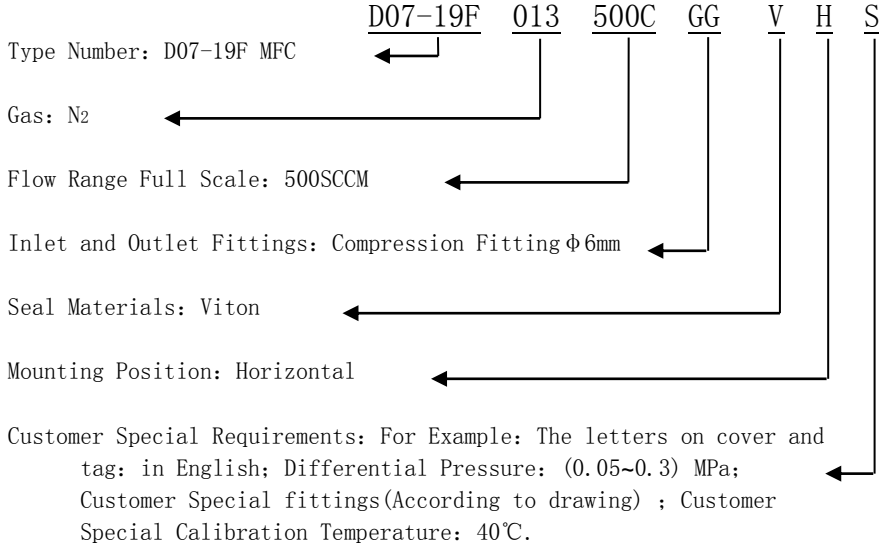 D07-19F 013 500C GG V H S
Type Number: D07-19F MFC
Gas: N2
Flow Range Full Scale: 500SCCM
Inlet and Outlet Fittings: Compression Fitting φ6mm
Seal Materials: Viton
Mounting Position: Horizontal
Customer Special Requirements: For Example: The letters on cover and
tag: in English; Differential Pressure: (0.05~0.3) MPa;
Customer Special fittings(According to drawing) ; Customer
Special Calibration Temperature: 40℃.